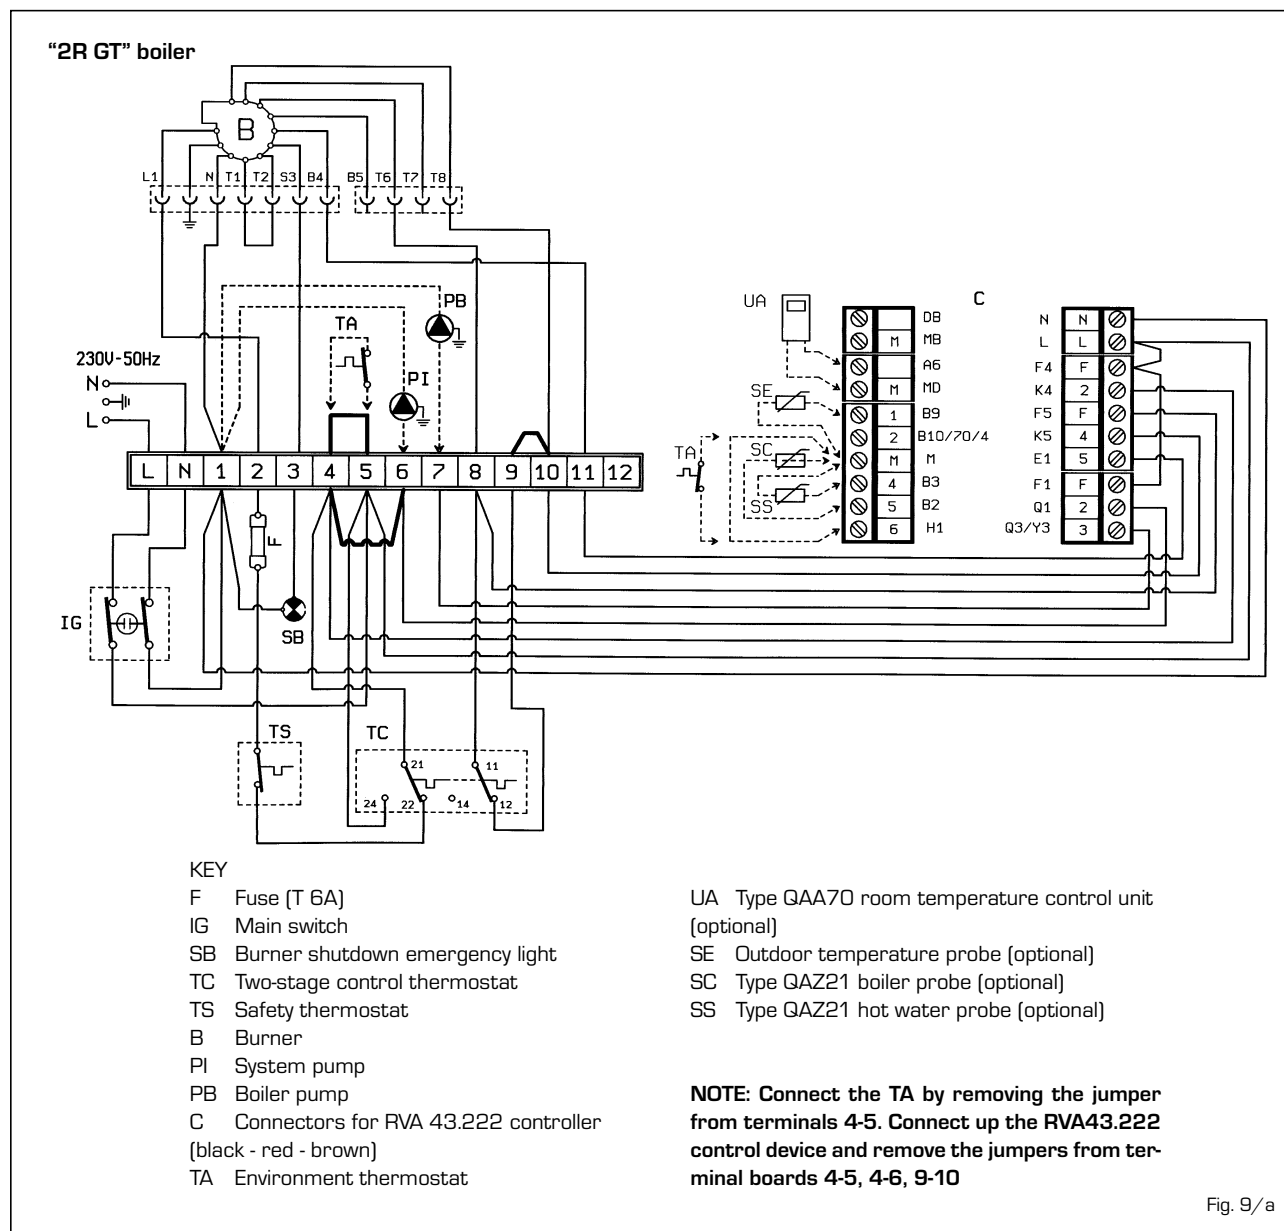 “2R GT” boiler
B
L1 N T1 T2 S3 B4 B5 T6 T7 T8
PB
TA
PI
230V-50Hz
N
L
L N 1 2 3 4 5 6 7 8 9 10 11 12
F
IG
SB
TS
TC
21 11
24 22 14 12
UA
C
SE
TA
SC
SS
DB
M MB
A6
M MD
1 B9
2 B10/70/4
M M
4 B3
5 B2
6 H1
N N
L L
F4 F
K4 2
F5 F
K5 4
E1 5
F1 F
Q1 2
Q3/Y3 3
KEY
F Fuse (T 6A)
IG Main switch
SB Burner shutdown emergency light
TC Two-stage control thermostat
TS Safety thermostat
B Burner
PI System pump
PB Boiler pump
C Connectors for RVA 43.222 controller
(black - red - brown)
TA Environment thermostat
UA Type QAA70 room temperature control unit
(optional)
SE Outdoor temperature probe (optional)
SC Type QAZ21 boiler probe (optional)
SS Type QAZ21 hot water probe (optional)
NOTE: Connect the TA by removing the jumper
from terminals 4-5. Connect up the RVA43.222
control device and remove the jumpers from ter-
minal boards 4-5, 4-6, 9-10
Fig. 9/a